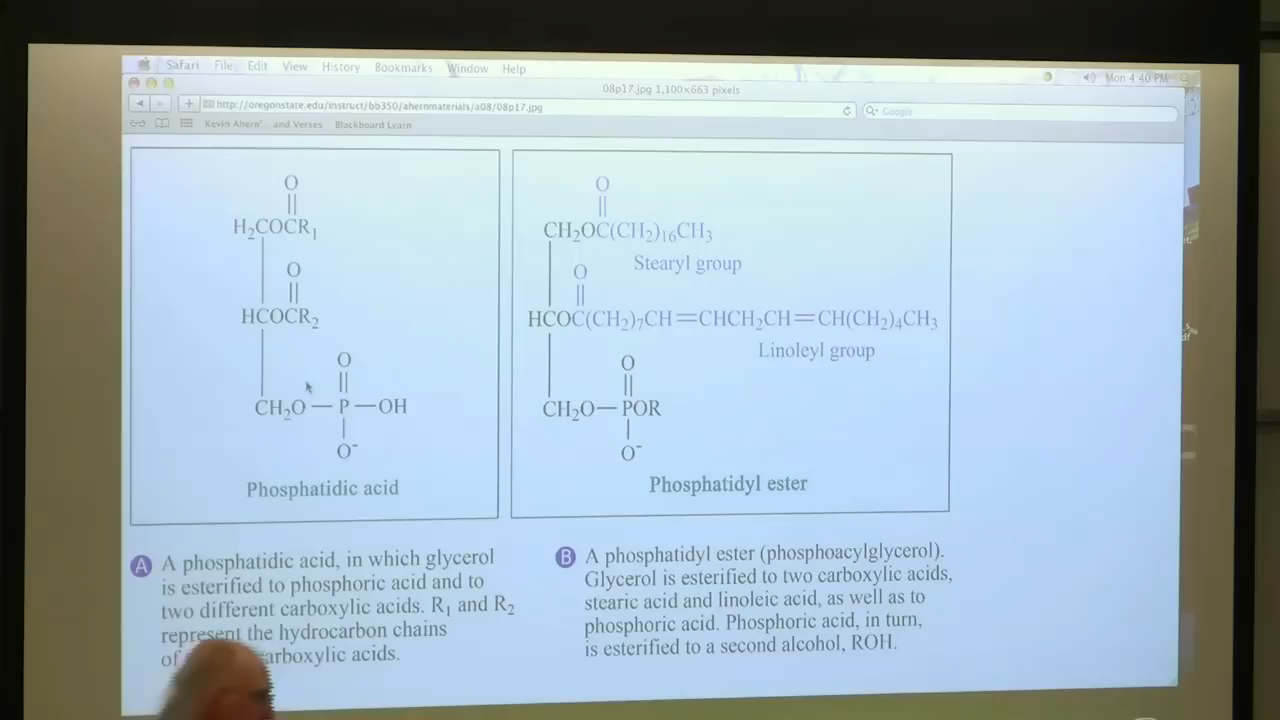 Safari File Edit View History Bookmarks Window Help
Mon 4:40 PM
08p17.jpg 1,100×663 pixels
http://oregonstate.edu/instruct/bb350/ahernmaterials/a08/08p17.jpg
Google
Kevin Ahern' and Verses Blackboard Learn
O
H₂COCR₁
O
HCOCR₂
O
CH₂O—P—OH
O⁻
Phosphatidic acid
O
CH₂OC(CH₂)₁₆CH₃
Stearyl group
O
HCOC(CH₂)₇CH=CHCH₂CH=CH(CH₂)₄CH₃
Linoleyl group
O
CH₂O—POR
O⁻
Phosphatidyl ester
A A phosphatidic acid, in which glycerol
is esterified to phosphoric acid and to
two different carboxylic acids. R₁ and R₂
represent the hydrocarbon chains
of arboxylic acids.
B A phosphatidyl ester (phosphoacylglycerol).
Glycerol is esterified to two carboxylic acids,
stearic acid and linoleic acid, as well as to
phosphoric acid. Phosphoric acid, in turn,
is esterified to a second alcohol, ROH.